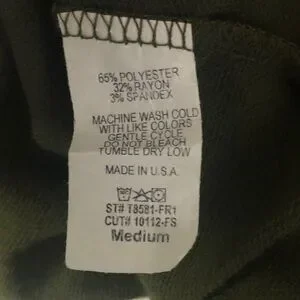 65% POLYESTER
32% RAYON
3% SPANDEX
MACHINE WASH COLD
WITH LIKE COLORS
GENTLE CYCLE
DO NOT BLEACH
TUMBLE DRY LOW
MADE IN U.S.A.
ST# T8581-FR1
CUT# 10112-FS
Medium